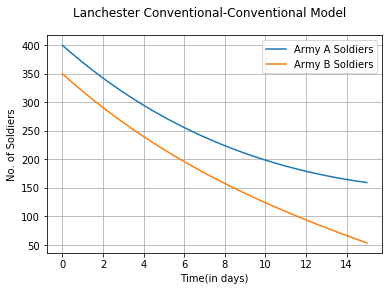 Lanchester Conventional-Conventional Model
Army A Soldiers
Army B Soldiers
No. of Soldiers
400
350
300
250
200
150
100
50
0 2 4 6 8 10 12 14
Time(in days)